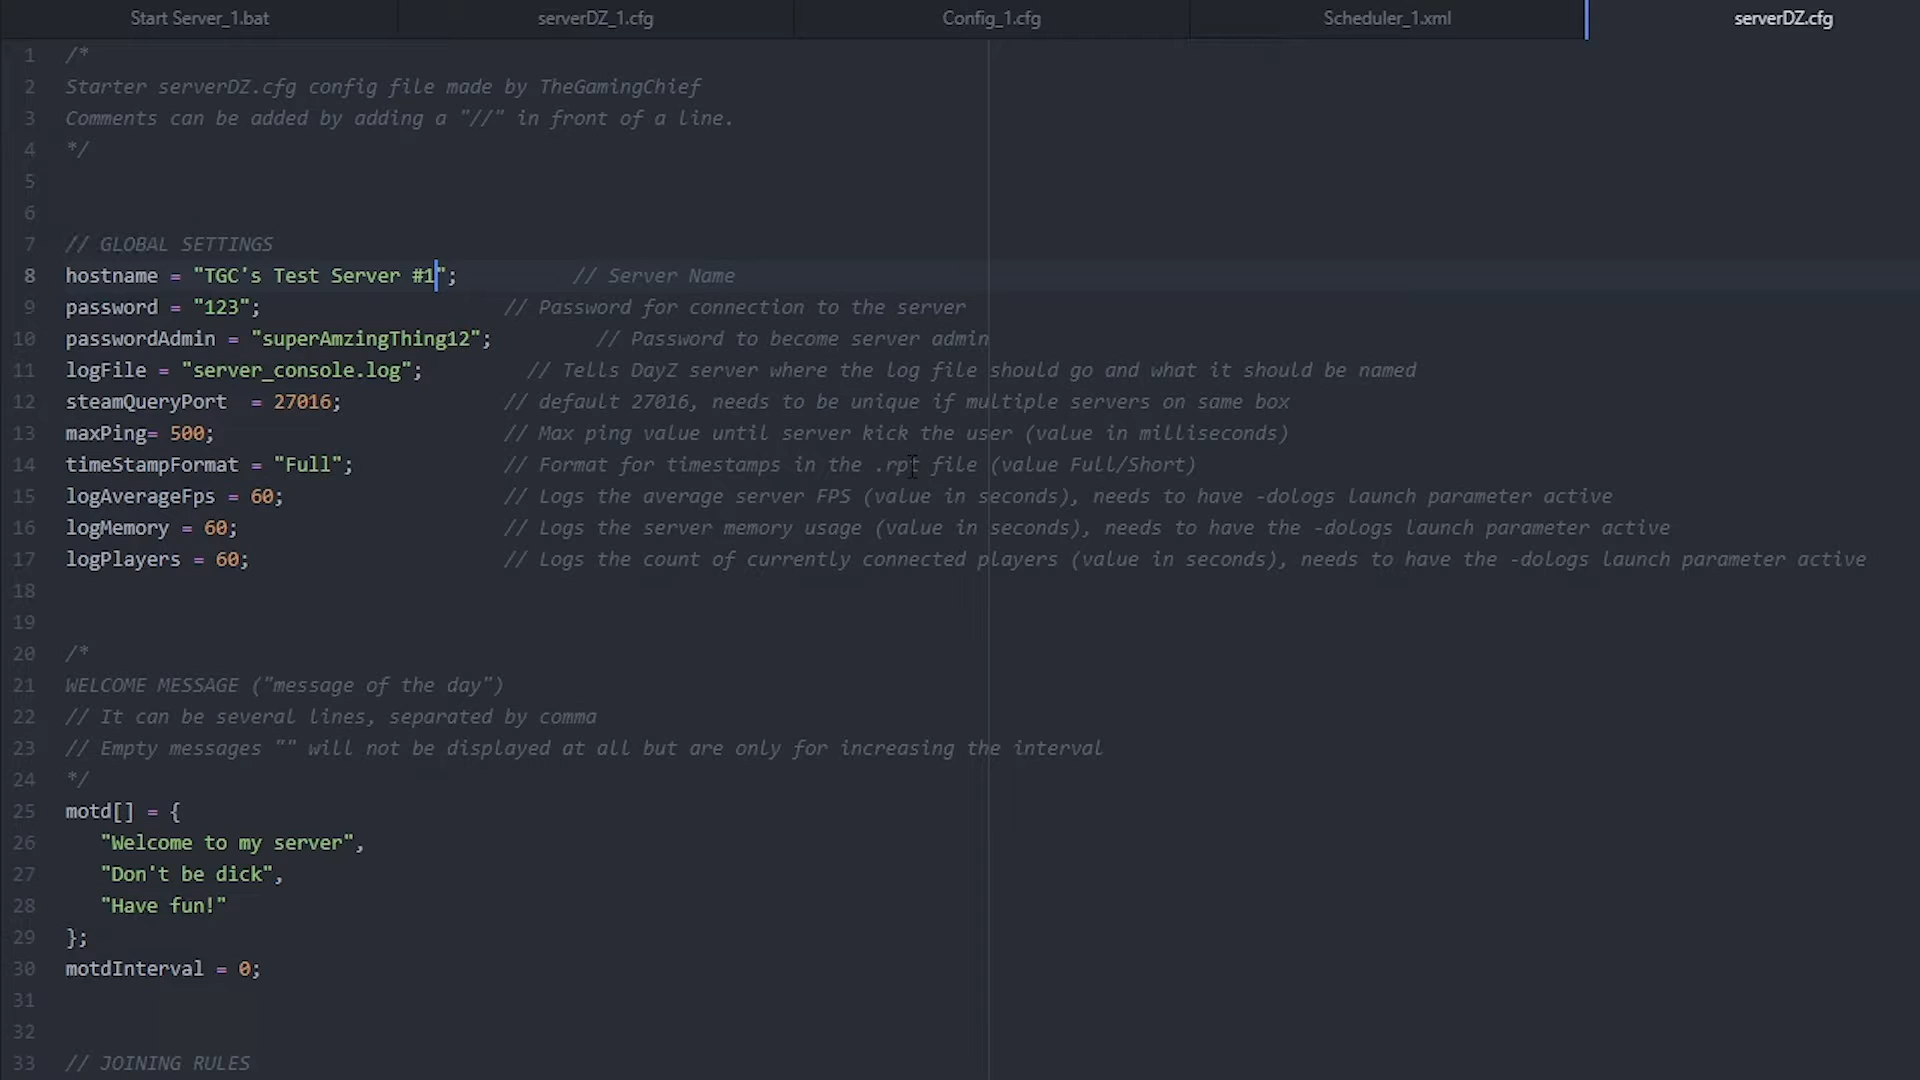 Start Server_1.bat serverDZ_1.cfg Config_1.cfg Scheduler_1.xml serverDZ.cfg
1 /*
2 Starter serverDZ.cfg config file made by TheGamingChief
3 Comments can be added by adding a "//" in front of a line.
4 */
5
6
7 // GLOBAL SETTINGS
8 hostname = "TGC's Test Server #1"; // Server Name
9 password = "123"; // Password for connection to the server
10 passwordAdmin = "superAmzingThing12"; // Password to become server admin
11 logFile = "server_console.log"; // Tells DayZ server where the log file should go and what it should be named
12 steamQueryPort = 27016; // default 27016, needs to be unique if multiple servers on same box
13 maxPing= 500; // Max ping value until server kick the user (value in milliseconds)
14 timeStampFormat = "Full"; // Format for timestamps in the .rpt file (value Full/Short)
15 logAverageFps = 60; // Logs the average server FPS (value in seconds), needs to have -dologs launch parameter active
16 logMemory = 60; // Logs the server memory usage (value in seconds), needs to have the -dologs launch parameter active
17 logPlayers = 60; // Logs the count of currently connected players (value in seconds), needs to have the -dologs launch parameter active
18
19
20 /*
21 WELCOME MESSAGE ("message of the day")
22 // It can be several lines, separated by comma
23 // Empty messages "" will not be displayed at all but are only for increasing the interval
24 */
25 motd[] = {
26 "Welcome to my server",
27 "Don't be dick",
28 "Have fun!"
29 };
30 motdInterval = 0;
31
32
33 // JOINING RULES